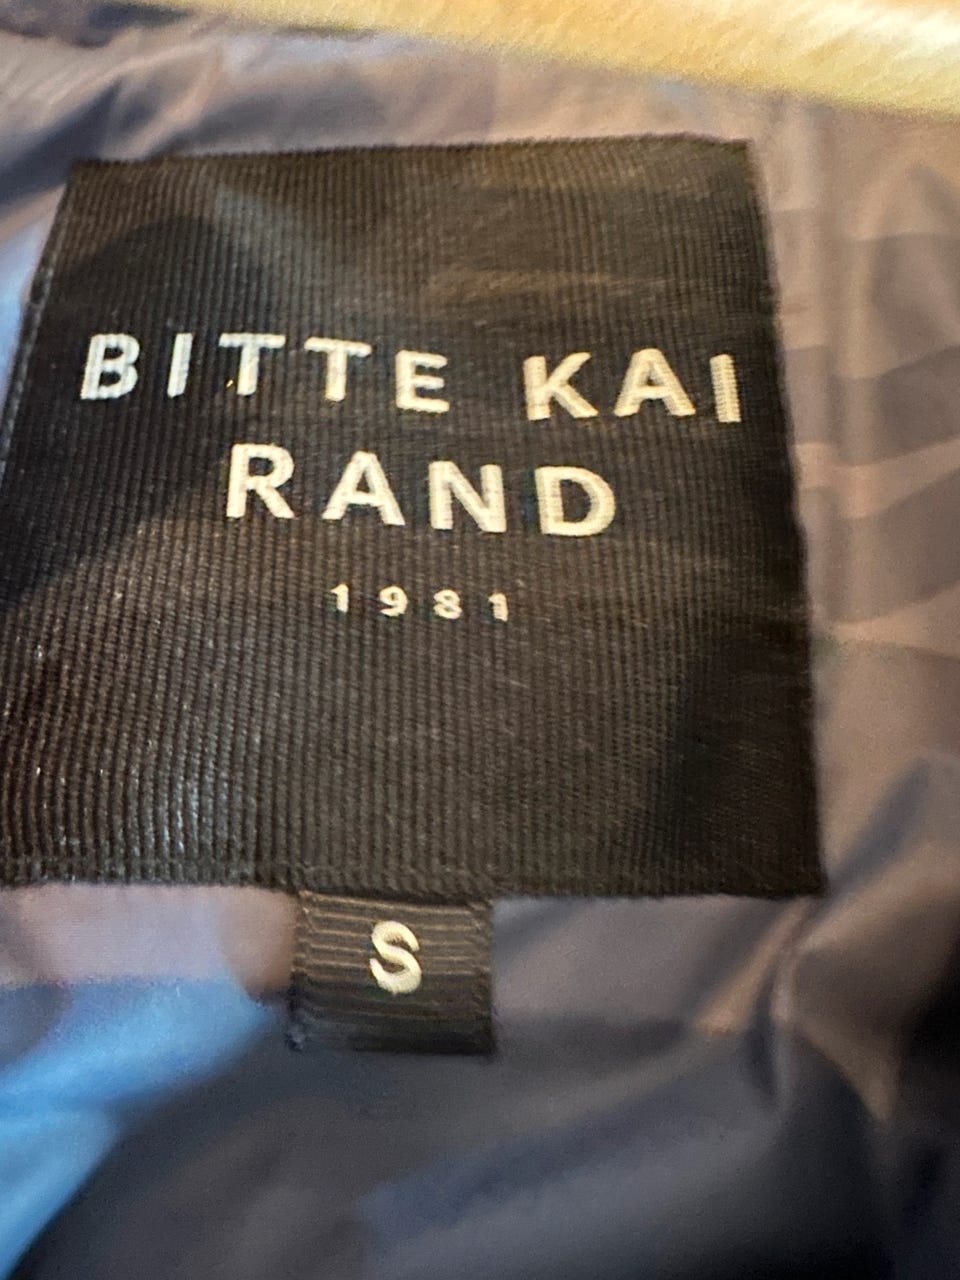 BITTE KAI
RAND
1981
S